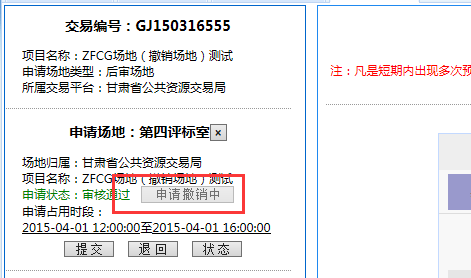 交易编号：GJ150316555
项目名称：ZFCG场地（撤销场地）测试
申请场地类型：后审场地
所属交易平台：甘肃省公共资源交易局
申请场地：第四评标室 ×
场地归属：甘肃省公共资源交易局
项目名称：ZFCG场地（撤销场地）测试
申请状态：审核通过 申请撤销中
申请占用时段：
2015-04-01 12:00:00至2015-04-01 16:00:00
提交 退回 状态
注：凡是短期内出现多次预